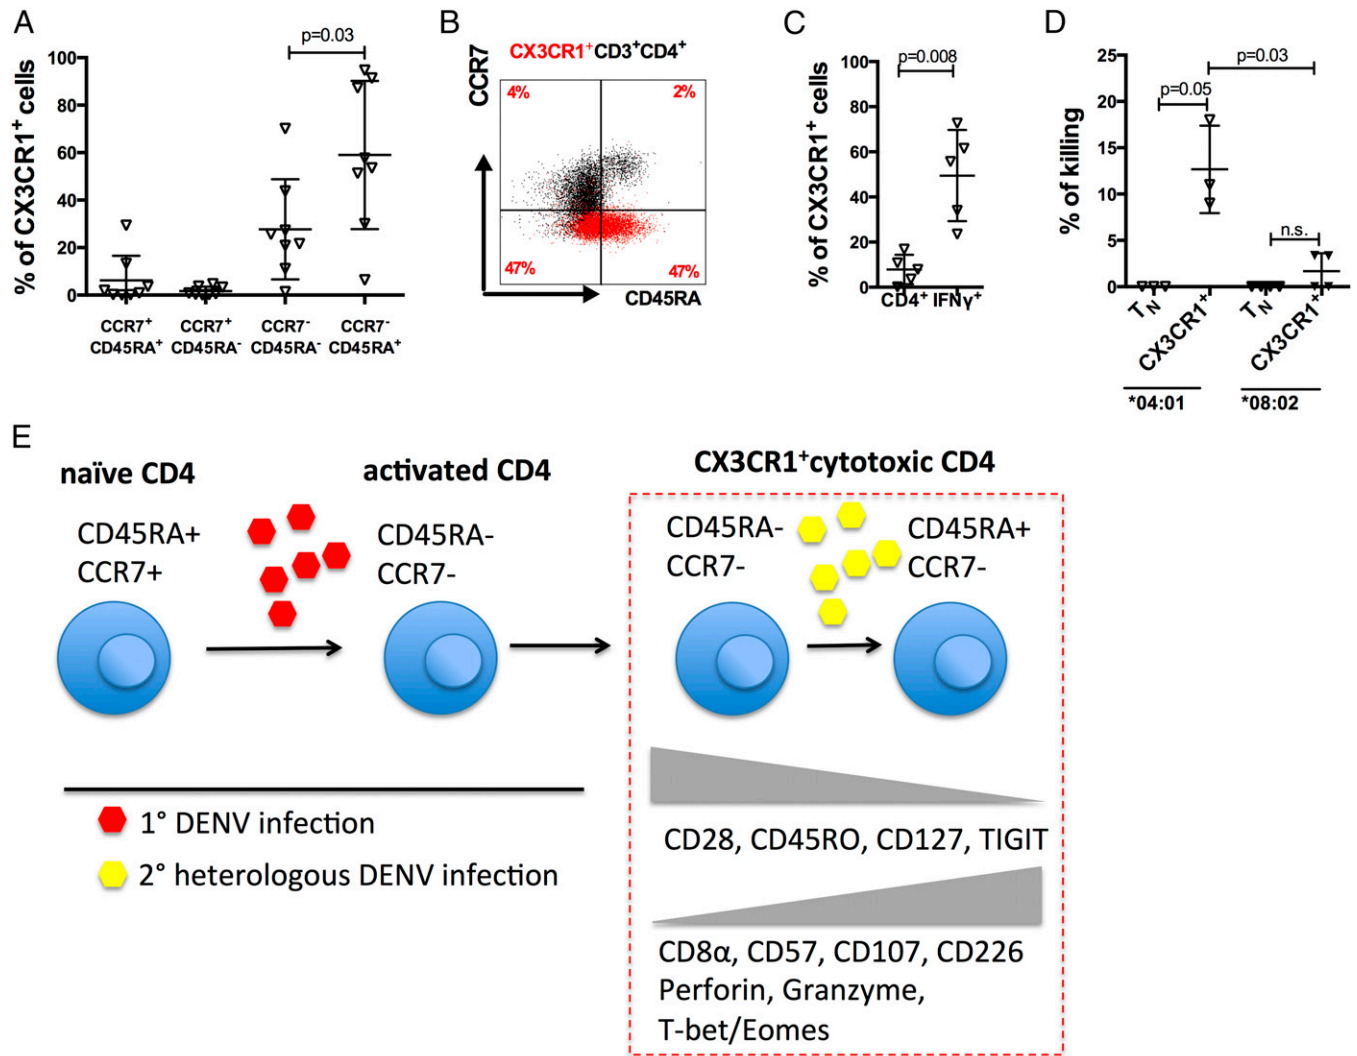 A
% of CX3CR1⁺ cells
100
80
60
40
20
0
p=0.03
CCR7⁺ CD45RA⁺
CCR7⁺ CD45RA⁻
CCR7⁻ CD45RA⁻
CCR7⁻ CD45RA⁺
B
CX3CR1⁺CD3⁺CD4⁺
CCR7
4%
2%
47%
47%
CD45RA
C
% of CX3CR1⁺ cells
100
80
60
40
20
0
p=0.008
CD4⁺ IFNγ⁺
D
% of killing
25
20
15
10
5
0
p=0.03
p=0.05
n.s.
T_N
CX3CR1⁺
T_N
CX3CR1⁺
*04:01
*08:02
E
naïve CD4
activated CD4
CX3CR1⁺cytotoxic CD4
CD45RA+
CCR7+
CD45RA-
CCR7-
CD45RA-
CCR7-
CD45RA+
CCR7-
1° DENV infection
2° heterologous DENV infection
CD28, CD45RO, CD127, TIGIT
CD8α, CD57, CD107, CD226
Perforin, Granzyme,
T-bet/Eomes